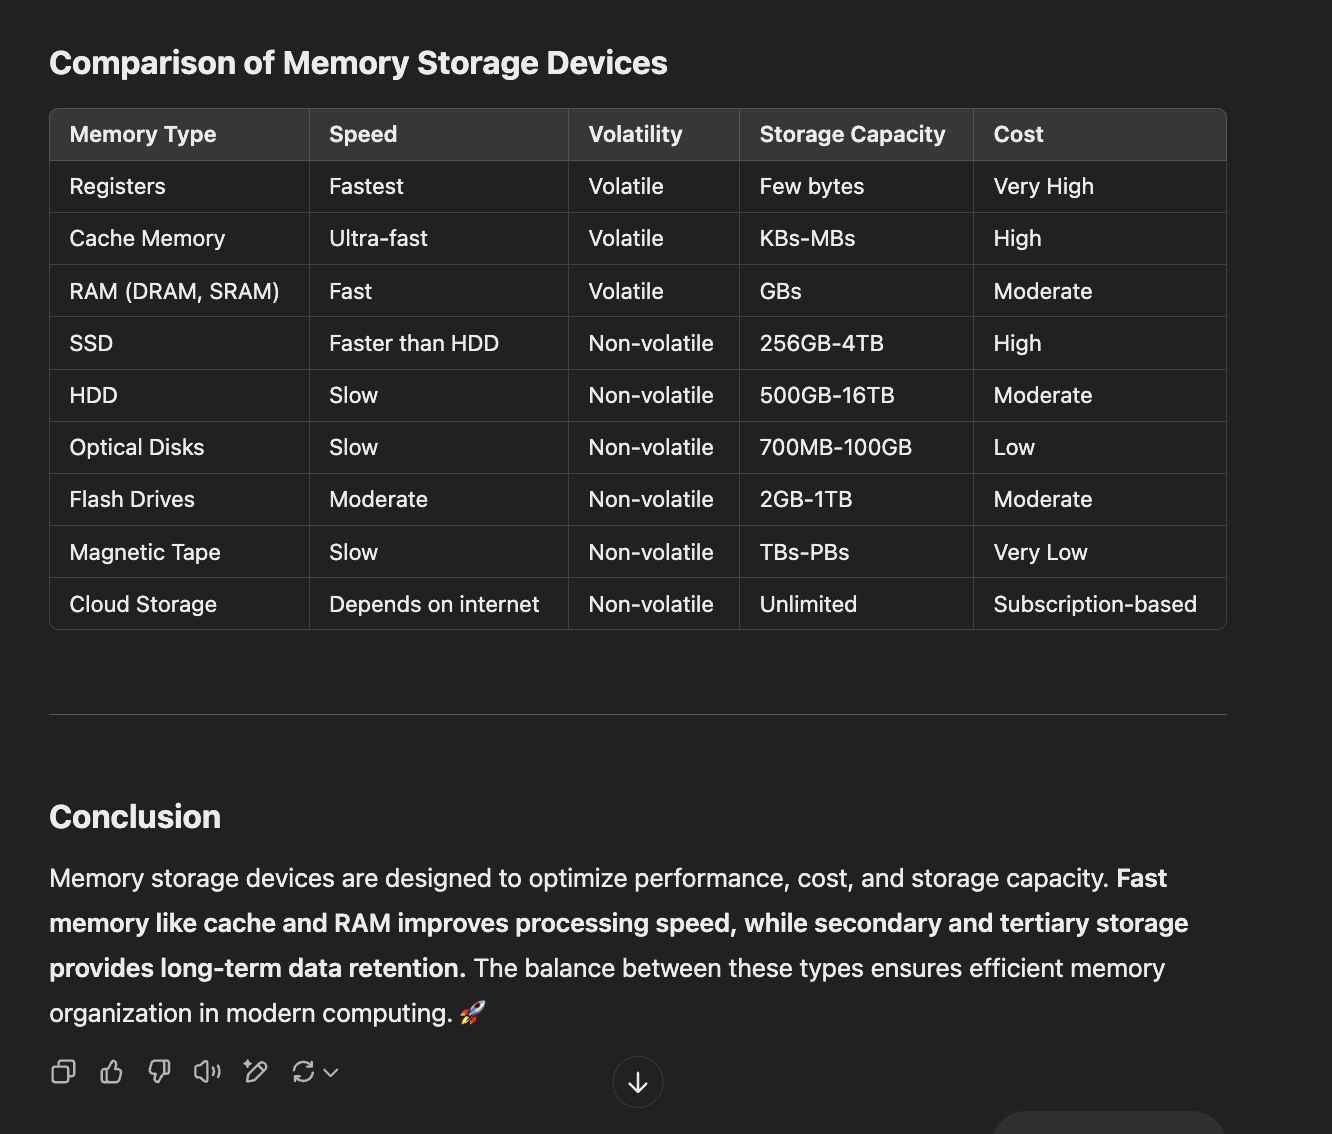 Comparison of Memory Storage Devices
Memory Type Speed Volatility Storage Capacity Cost
Registers Fastest Volatile Few bytes Very High
Cache Memory Ultra-fast Volatile KBs-MBs High
RAM (DRAM, SRAM) Fast Volatile GBs Moderate
SSD Faster than HDD Non-volatile 256GB-4TB High
HDD Slow Non-volatile 500GB-16TB Moderate
Optical Disks Slow Non-volatile 700MB-100GB Low
Flash Drives Moderate Non-volatile 2GB-1TB Moderate
Magnetic Tape Slow Non-volatile TBs-PBs Very Low
Cloud Storage Depends on internet Non-volatile Unlimited Subscription-based
Conclusion
Memory storage devices are designed to optimize performance, cost, and storage capacity. Fast
memory like cache and RAM improves processing speed, while secondary and tertiary storage
provides long-term data retention. The balance between these types ensures efficient memory
organization in modern computing. 🚀